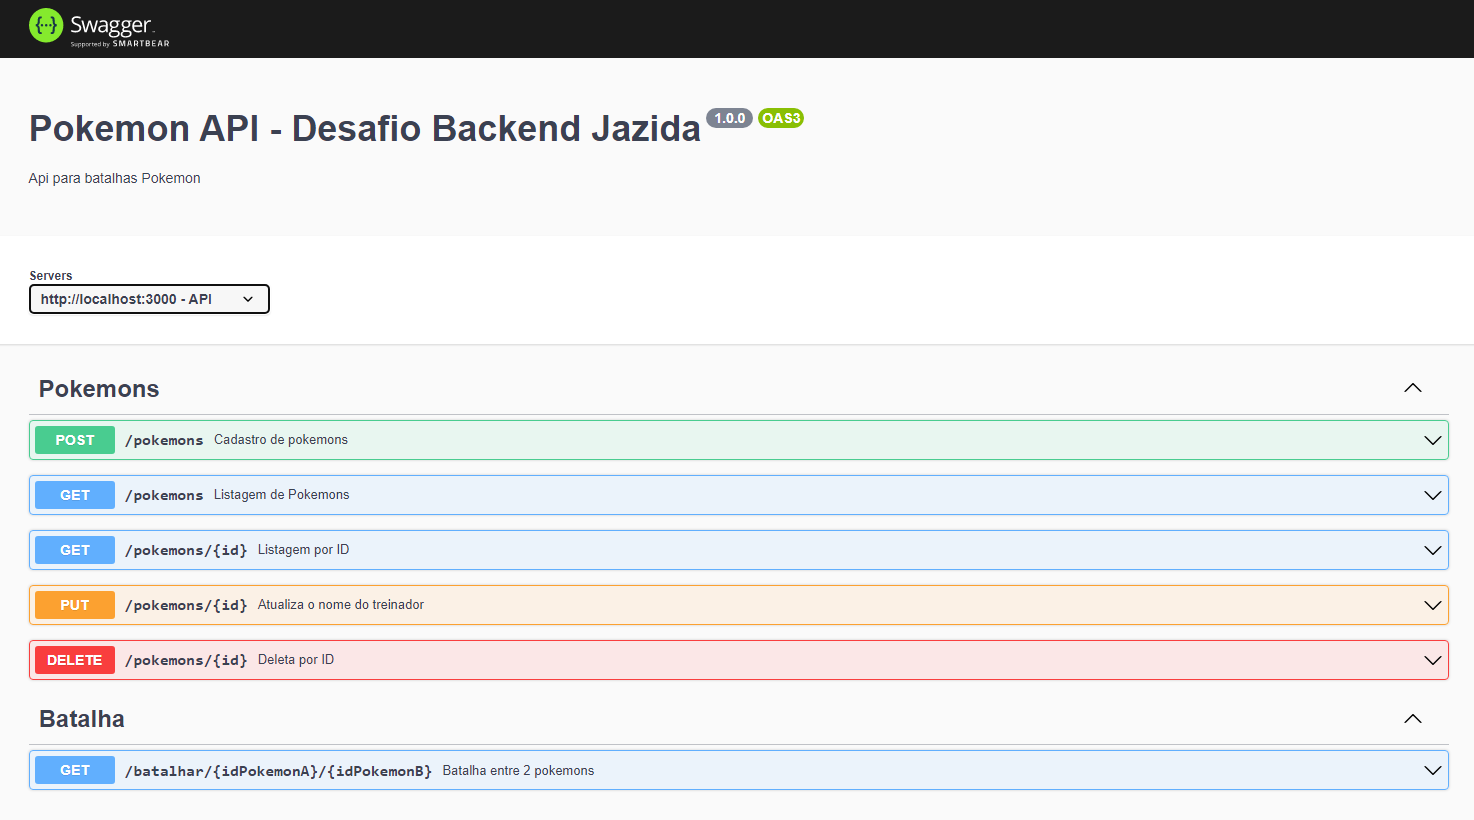 Swagger
Supported by SMARTBEAR
Pokemon API - Desafio Backend Jazida 1.0.0 OAS3
Api para batalhas Pokemon
Servers
http://localhost:3000 - API
Pokemons
POST /pokemons Cadastro de pokemons
GET /pokemons Listagem de Pokemons
GET /pokemons/{id} Listagem por ID
PUT /pokemons/{id} Atualiza o nome do treinador
DELETE /pokemons/{id} Deleta por ID
Batalha
GET /batalhar/{idPokemonA}/{idPokemonB} Batalha entre 2 pokemons